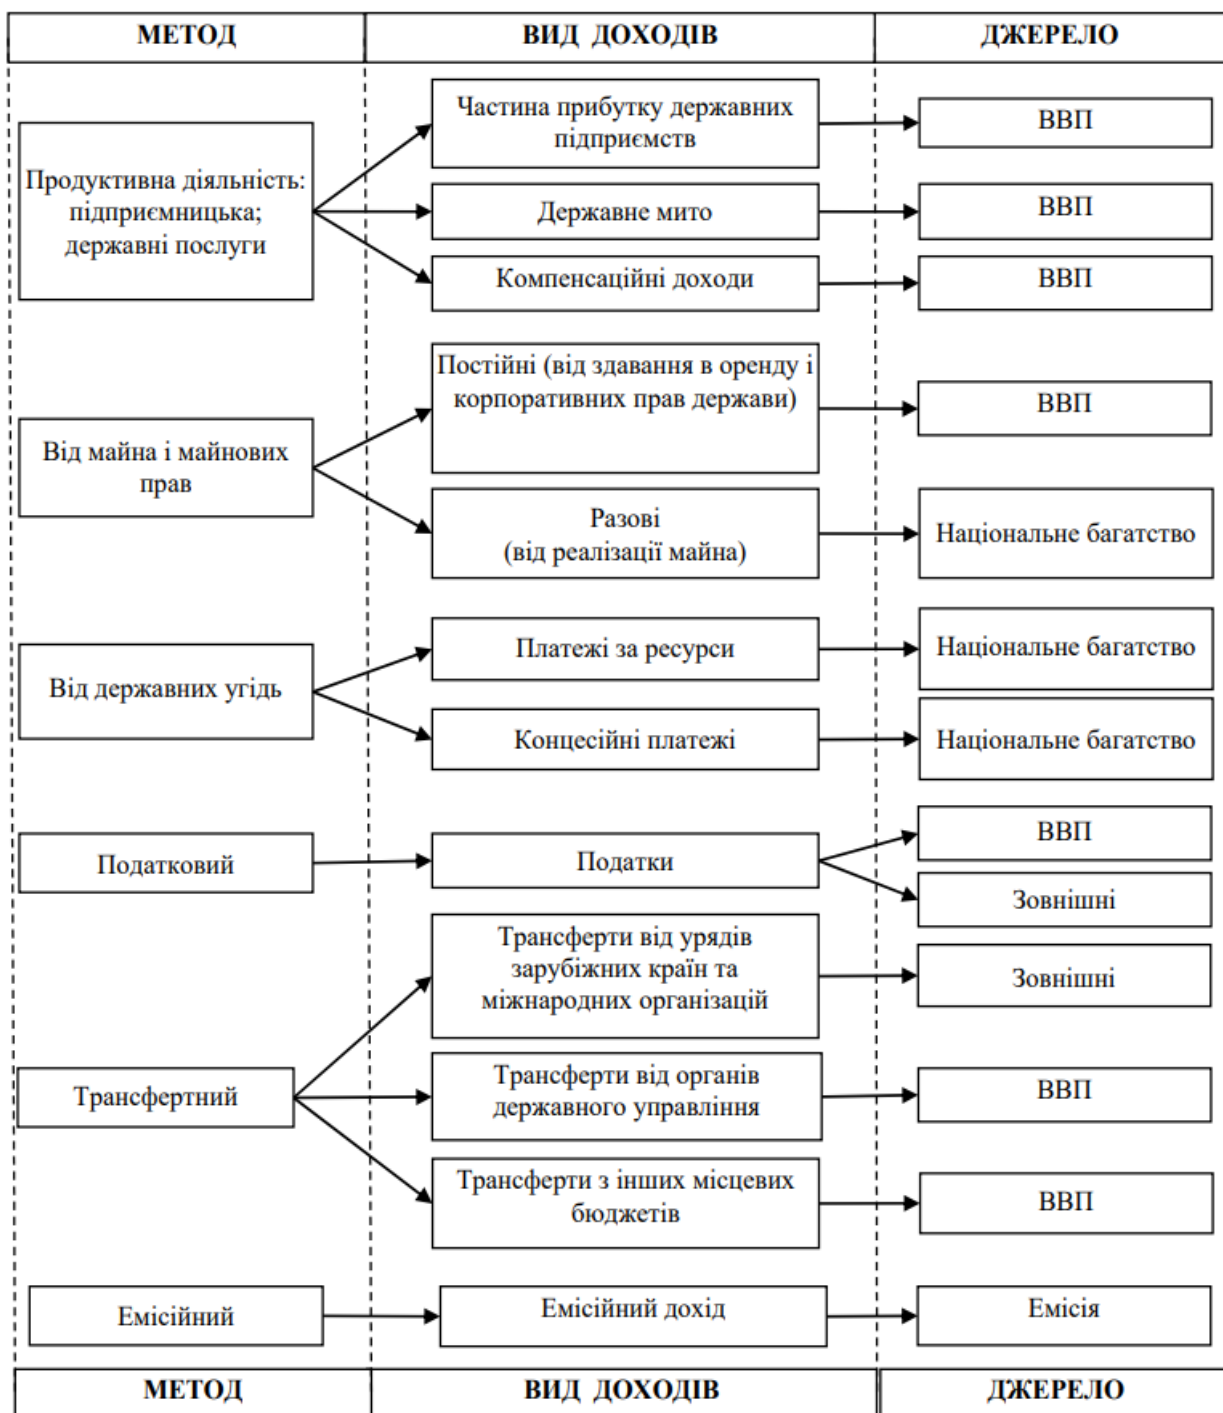 МЕТОД
ВИД ДОХОДІВ
ДЖЕРЕЛО
Продуктивна діяльність:
підприємницька;
державні послуги
Частина прибутку державних
підприємств
ВВП
Державне мито
ВВП
Компенсаційні доходи
ВВП
Від майна і майнових
прав
Постійні (від здавання в оренду і
корпоративних прав держави)
ВВП
Разові
(від реалізації майна)
Національне багатство
Від державних угідь
Платежі за ресурси
Національне багатство
Концесійні платежі
Національне багатство
Податковий
Податки
ВВП
Зовнішні
Трансфертний
Трансферти від урядів
зарубіжних країн та
міжнародних організацій
Зовнішні
Трансферти від органів
державного управління
ВВП
Трансферти з інших місцевих
бюджетів
ВВП
Емісійний
Емісійний дохід
Емісія
МЕТОД
ВИД ДОХОДІВ
ДЖЕРЕЛО